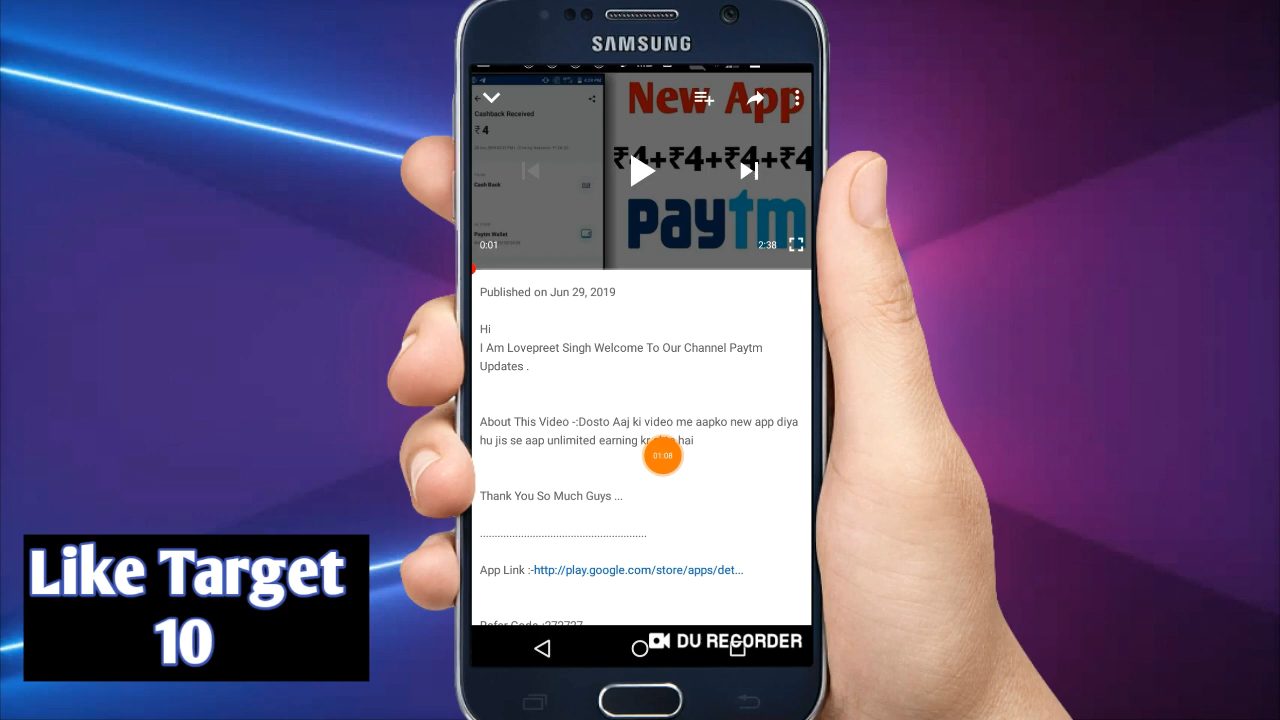 SAMSUNG
Cashback Received
₹4
Cash Back
Paytm Wallet
New App
₹4+₹4+₹4+₹4
paytm
0:01
2:38
Published on Jun 29, 2019
Hi
I Am Lovepreet Singh Welcome To Our Channel Paytm
Updates .
About This Video -:Dosto Aaj ki video me aapko new app diya
hu jis se aap unlimited earning hai
01:08
Thank You So Much Guys ...
.........................................................
App Link :-http://play.google.com/store/apps/det...
Refer Code :272727
DU RECORDER
Like Target
10